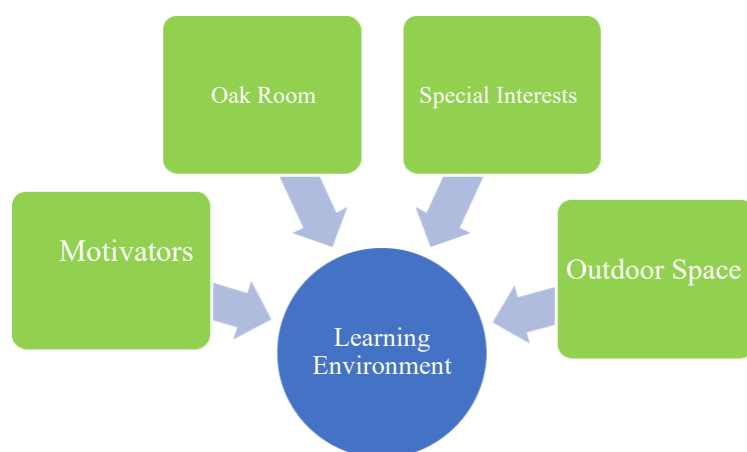 Oak Room
Special Interests
Motivators
Outdoor Space
Learning
Environment